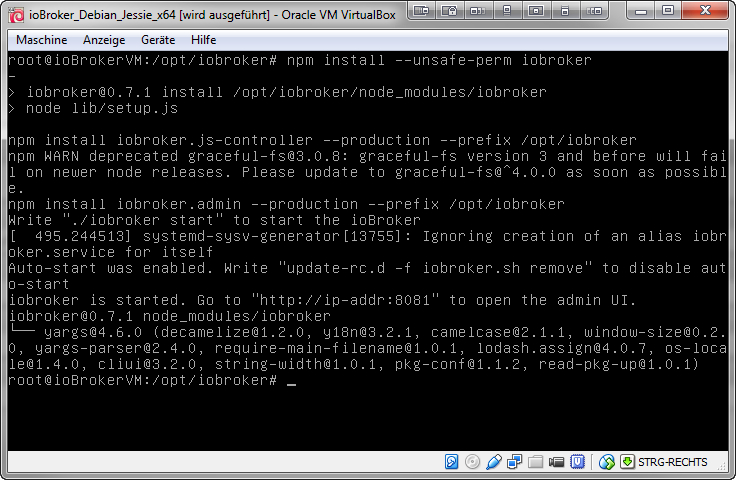 ioBroker_Debian_Jessie_x64 [wird ausgeführt] - Oracle VM VirtualBox
Maschine Anzeige Geräte Hilfe
root@ioBrokerVM:/opt/iobroker# npm install --unsafe-perm iobroker
-
> iobroker@0.7.1 install /opt/iobroker/node_modules/iobroker
> node lib/setup.js
npm install iobroker.js-controller --production --prefix /opt/iobroker
npm WARN deprecated graceful-fs@3.0.8: graceful-fs version 3 and before will fai
l on newer node releases. Please update to graceful-fs@^4.0.0 as soon as possibl
e.
npm install iobroker.admin --production --prefix /opt/iobroker
Write "./iobroker start" to start the ioBroker
[  495.244513] systemd-sysv-generator[13755]: Ignoring creation of an alias iobr
oker.service for itself
Auto-start was enabled. Write "update-rc.d -f iobroker.sh remove" to disable aut
o-start
iobroker is started. Go to "http://ip-addr:8081" to open the admin UI.
iobroker@0.7.1 node_modules/iobroker
└── yargs@4.6.0 (decamelize@1.2.0, y18n@3.2.1, camelcase@2.1.1, window-size@0.2.
0, yargs-parser@2.4.0, require-main-filename@1.0.1, lodash.assign@4.0.7, os-loca
le@1.4.0, cliui@3.2.0, string-width@1.0.1, pkg-conf@1.1.2, read-pkg-up@1.0.1)
root@ioBrokerVM:/opt/iobroker# _
STRG-RECHTS